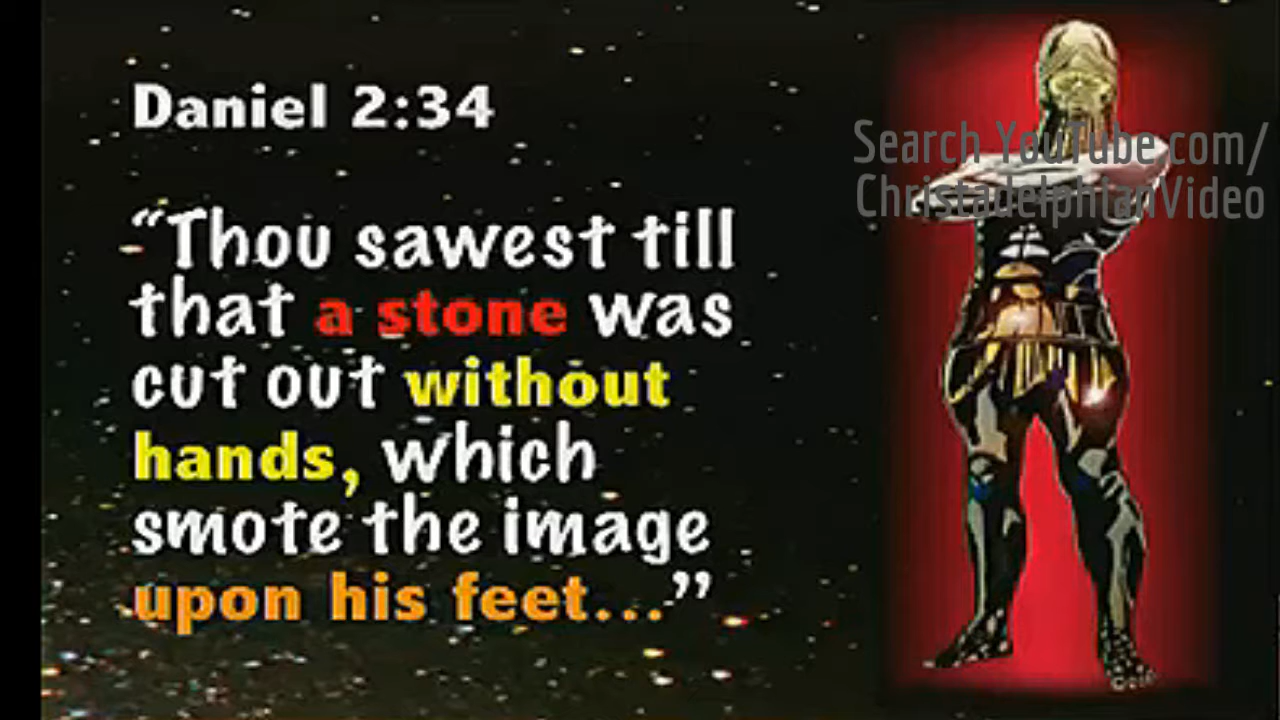 Daniel 2:34
“Thou sawest till
that a stone was
cut out without
hands, which
smote the image
upon his feet...”
Search YouTube.com/
ChristadelphianVideo